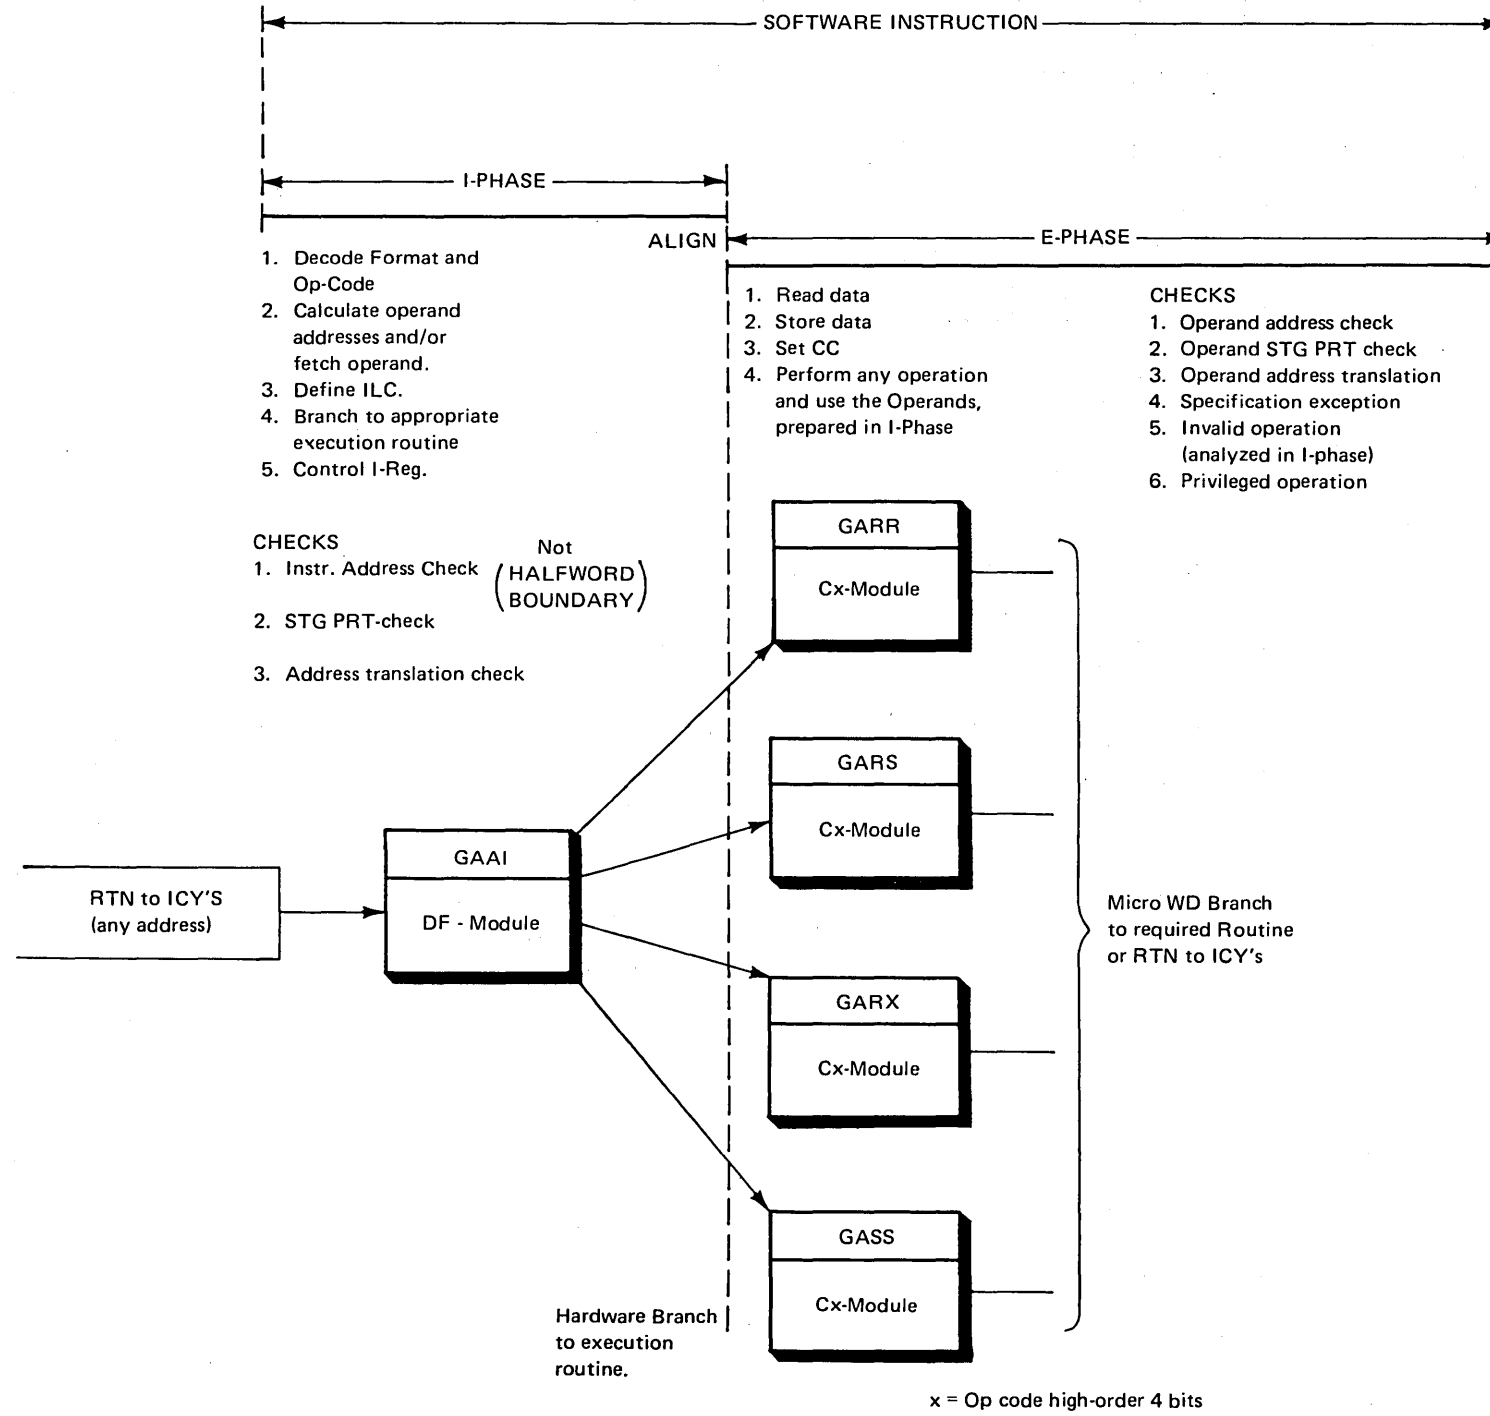 SOFTWARE INSTRUCTION
I-PHASE
ALIGN
E-PHASE
1. Decode Format and
Op-Code
2. Calculate operand
addresses and/or
fetch operand.
3. Define ILC.
4. Branch to appropriate
execution routine
5. Control I-Reg.
CHECKS
1. Instr. Address Check
Not
(HALFWORD
BOUNDARY)
2. STG PRT-check
3. Address translation check
1. Read data
2. Store data
3. Set CC
4. Perform any operation
and use the Operands,
prepared in I-Phase
CHECKS
1. Operand address check
2. Operand STG PRT check
3. Operand address translation
4. Specification exception
5. Invalid operation
(analyzed in I-phase)
6. Privileged operation
RTN to ICY'S
(any address)
GAAI
DF - Module
GARR
Cx-Module
GARS
Cx-Module
GARX
Cx-Module
GASS
Cx-Module
Micro WD Branch
to required Routine
or RTN to ICY's
Hardware Branch
to execution
routine.
x = Op code high-order 4 bits